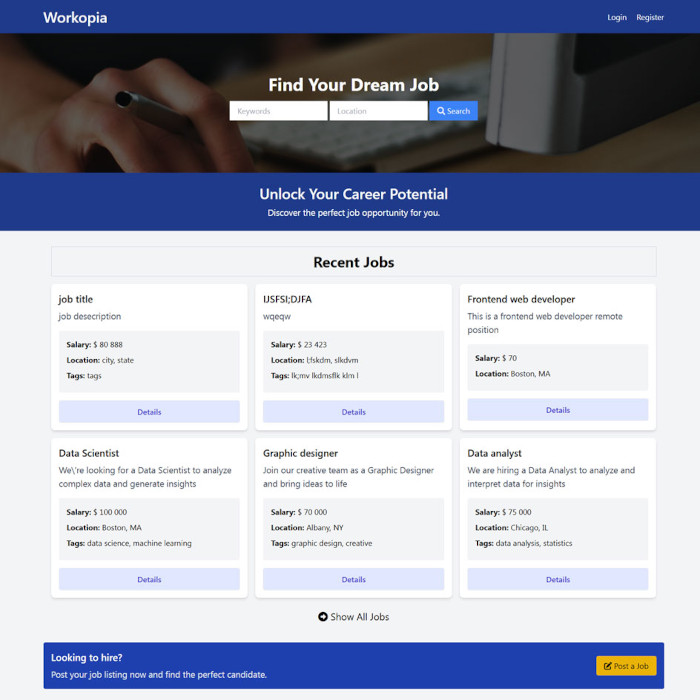 Workopia
Login Register
Find Your Dream Job
Keywords Location Search
Unlock Your Career Potential
Discover the perfect job opportunity for you.
Recent Jobs
job title
job desecription
Salary: $ 80 888
Location: city, state
Tags: tags
Details
IJSFSI;DJFA
wqeqw
Salary: $ 23 423
Location: slkdvm
Tags: lk;mv lkdmsflk klm l
Details
Frontend web developer
This is a frontend web developer remote
position
Salary: $ 70
Location: Boston, MA
Details
Data Scientist
We\'re looking for a Data Scientist to analyze
complex data and generate insights
Salary: $ 100 000
Location: Boston, MA
Tags: data science, machine learning
Details
Graphic designer
Join our creative team as a Graphic Designer
and bring ideas to life
Salary: $ 70 000
Location: Albany, NY
Tags: graphic design, creative
Details
Data analyst
We are hiring a Data Analyst to analyze and
interpret data for insights
Salary: $ 75 000
Location: Chicago, IL
Tags: data analysis, statistics
Details
Show All Jobs
Looking to hire?
Post your job listing now and find the perfect candidate.
Post a Job